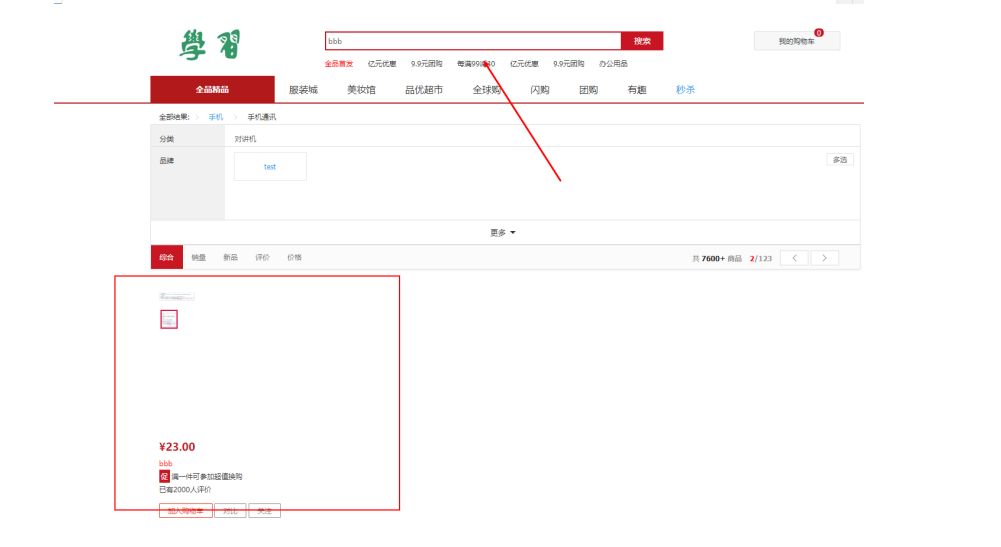 學習
bbb
搜索
我的购物车
0
全品首发 亿元优惠 9.9元团购 每满99减30 亿元优惠 9.9元团购 办公用品
全品精品 服装城 美妆馆 品优超市 全球购 闪购 团购 有趣 秒杀
全部结果: 手机 手机通讯
分类 对讲机
品牌 test 多选
更多
综合 销量 新品 评价 价格 共 7600+ 商品 2/123 < >
¥23.00
bbb
促 满一件可参加超值换购
已有2000人评价
加入购物车 对比 关注